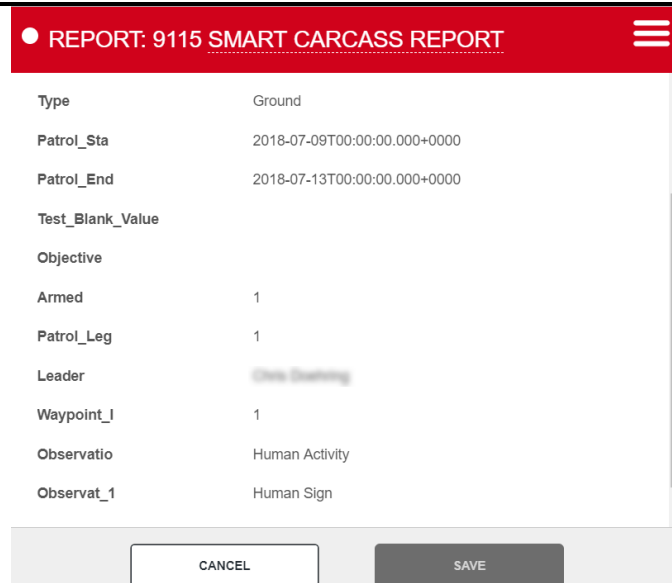 REPORT: 9115 SMART CARCASS REPORT
Type Ground
Patrol_Sta 2018-07-09T00:00:00.000+0000
Patrol_End 2018-07-13T00:00:00.000+0000
Test_Blank_Value
Objective
Armed 1
Patrol_Leg 1
Leader
Waypoint_I 1
Observatio Human Activity
Observat_1 Human Sign
CANCEL SAVE